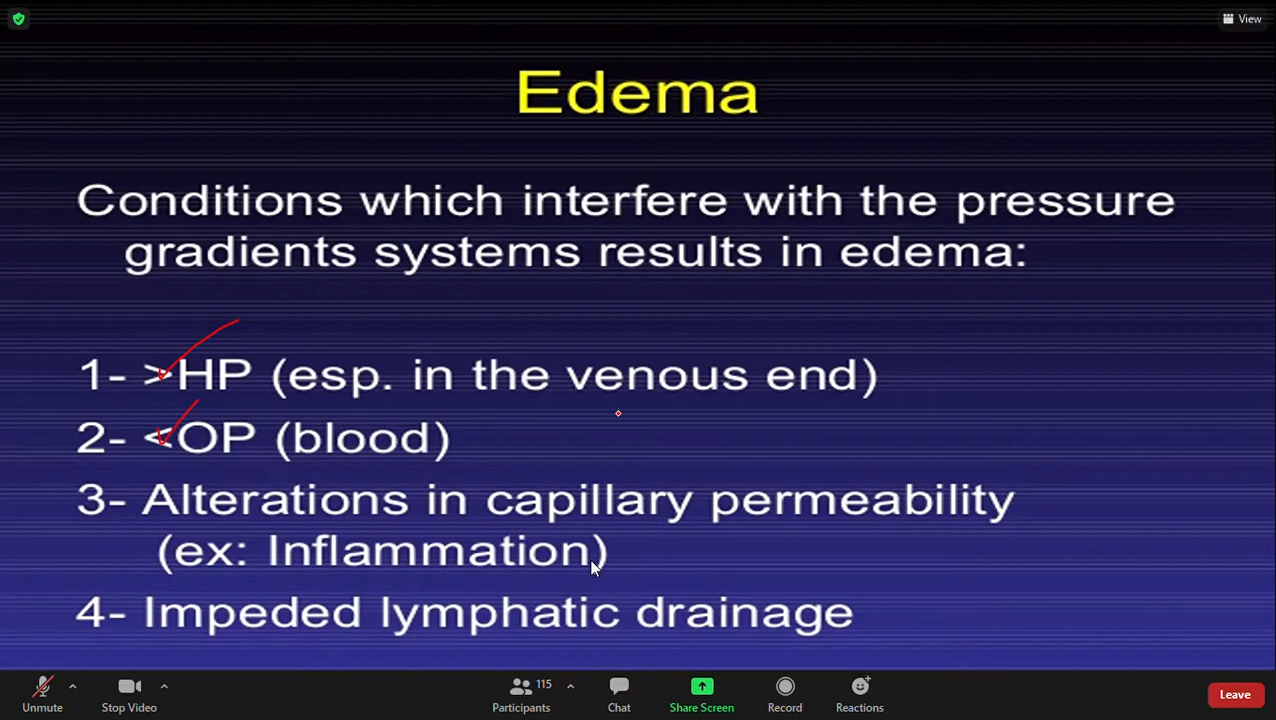 View
Edema
Conditions which interfere with the pressure
gradients systems results in edema:
1- >HP (esp. in the venous end)
2- <OP (blood)
3- Alterations in capillary permeability
(ex: Inflammation)
4- Impeded lymphatic drainage
Unmute Stop Video Participants 115 Chat Share Screen Record Reactions Leave